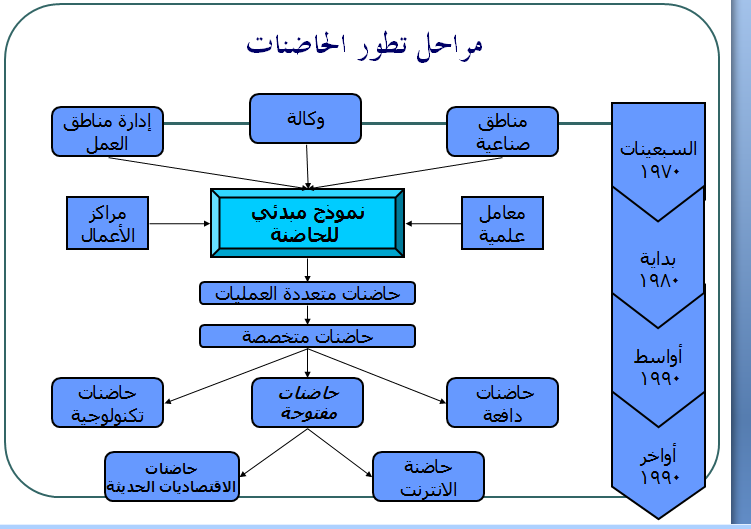 مراحل تطور الحاضنات
مناطق
صناعية
وكالة
إدارة مناطق
العمل
السبعينات
١٩٧٠
معامل
علمية
نموذج مبدئي
للحاضنة
مراكز
الأعمال
بداية
١٩٨٠
حاضنات متعددة العمليات
حاضنات متخصصة
أواسط
١٩٩٠
حاضنات
دافعة
حاضنات
مفتوحة
حاضنات
تكنولوجية
أواخر
١٩٩٠
حاضنة
الانترنت
حاضنات
الاقتصاديات الحديثة